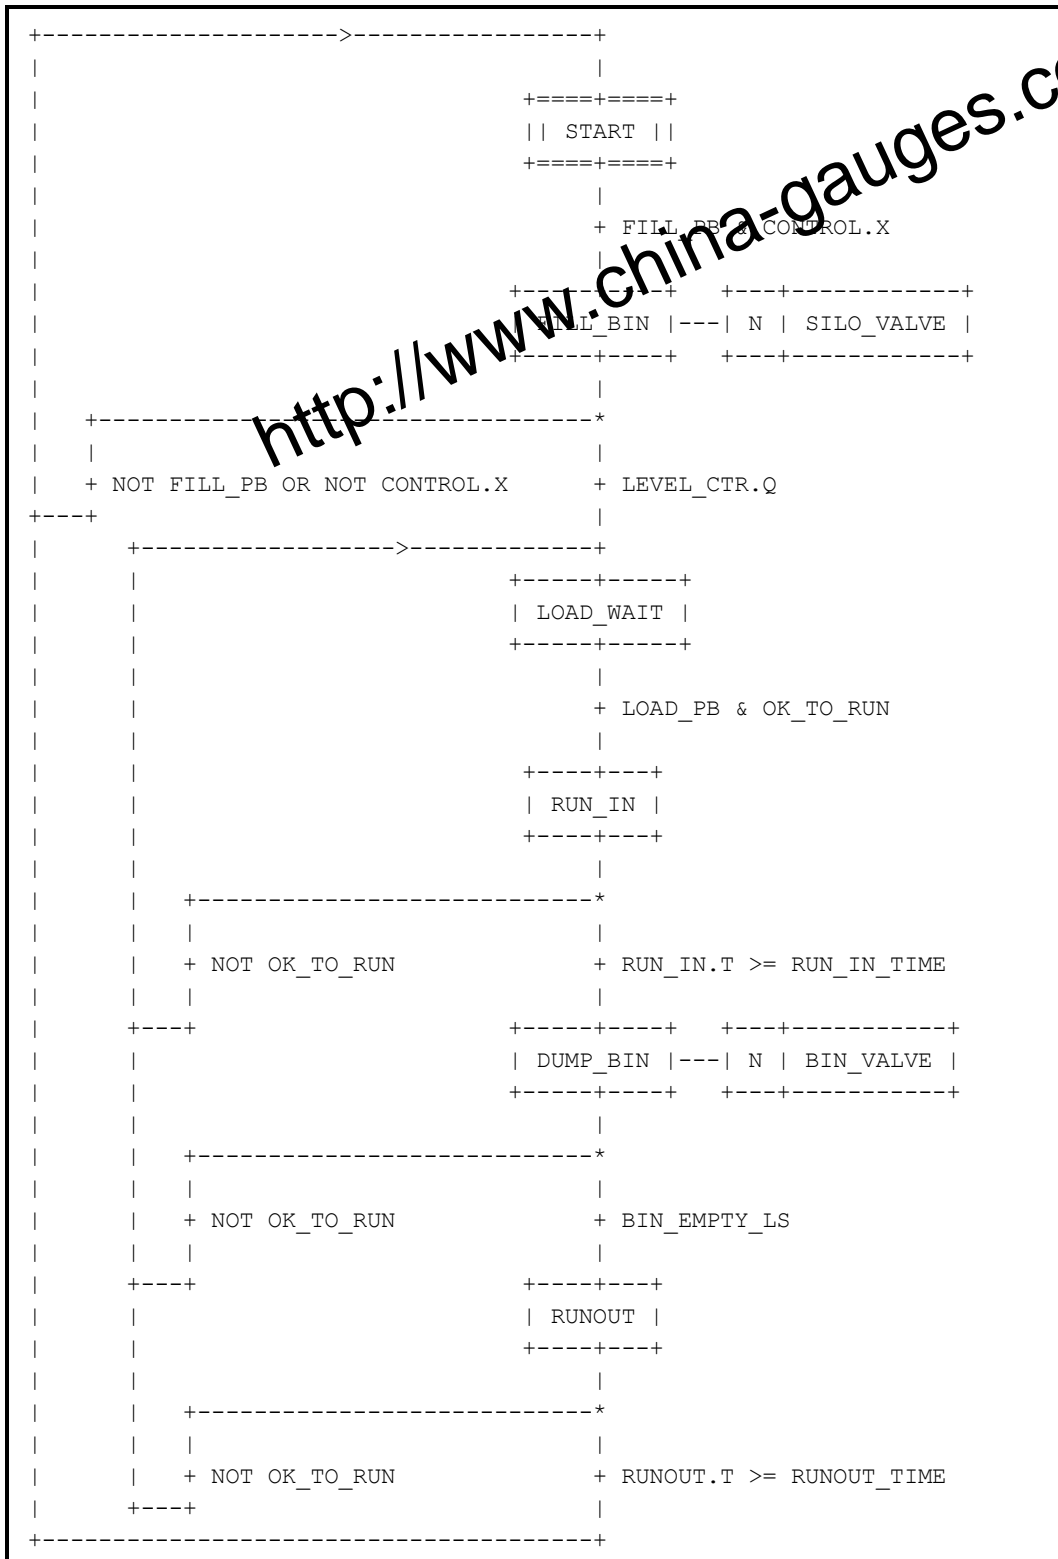 +--------------------->-----------------+
|                                       |
|                                  +====+====+
|                                  || START ||
|                                  +====+====+
|                                       |
|                                       + FILL_PB & CONTROL.X
|                                       |
|                                 +-----+----+   +---+------------+
|                                 | FILL_BIN |---| N | SILO_VALVE |
|                                 +-----+----+   +---+------------+
|                                       |
|   +-----------------------------------*
|   |                                   |
|   + NOT FILL_PB OR NOT CONTROL.X      + LEVEL_CTR.Q
+---+                                   |
|      +------------------>-------------+
|      |                          +-----+-----+
|      |                          | LOAD_WAIT |
|      |                          +-----+-----+
|      |                                |
|      |                                + LOAD_PB & OK_TO_RUN
|      |                                |
|      |                           +----+---+
|      |                           | RUN_IN |
|      |                           +----+---+
|      |                                |
|      |   +----------------------------*
|      |   |                            |
|      |   + NOT OK_TO_RUN              + RUN_IN.T >= RUN_IN_TIME
|      |   |                            |
|      +---+                      +-----+----+   +---+-----------+
|      |                          | DUMP_BIN |---| N | BIN_VALVE |
|      |                          +-----+----+   +---+-----------+
|      |                                |
|      |   +----------------------------*
|      |   |                            |
|      |   + NOT OK_TO_RUN              + BIN_EMPTY_LS
|      |   |                            |
|      +---+                       +----+---+
|      |                           | RUNOUT |
|      |                           +----+---+
|      |                                |
|      |   +----------------------------*
|      |   |                            |
|      |   + NOT OK_TO_RUN              + RUNOUT.T >= RUNOUT_TIME
|      +---+                            |
+---------------------------------------+
http://www.china-gauges.co